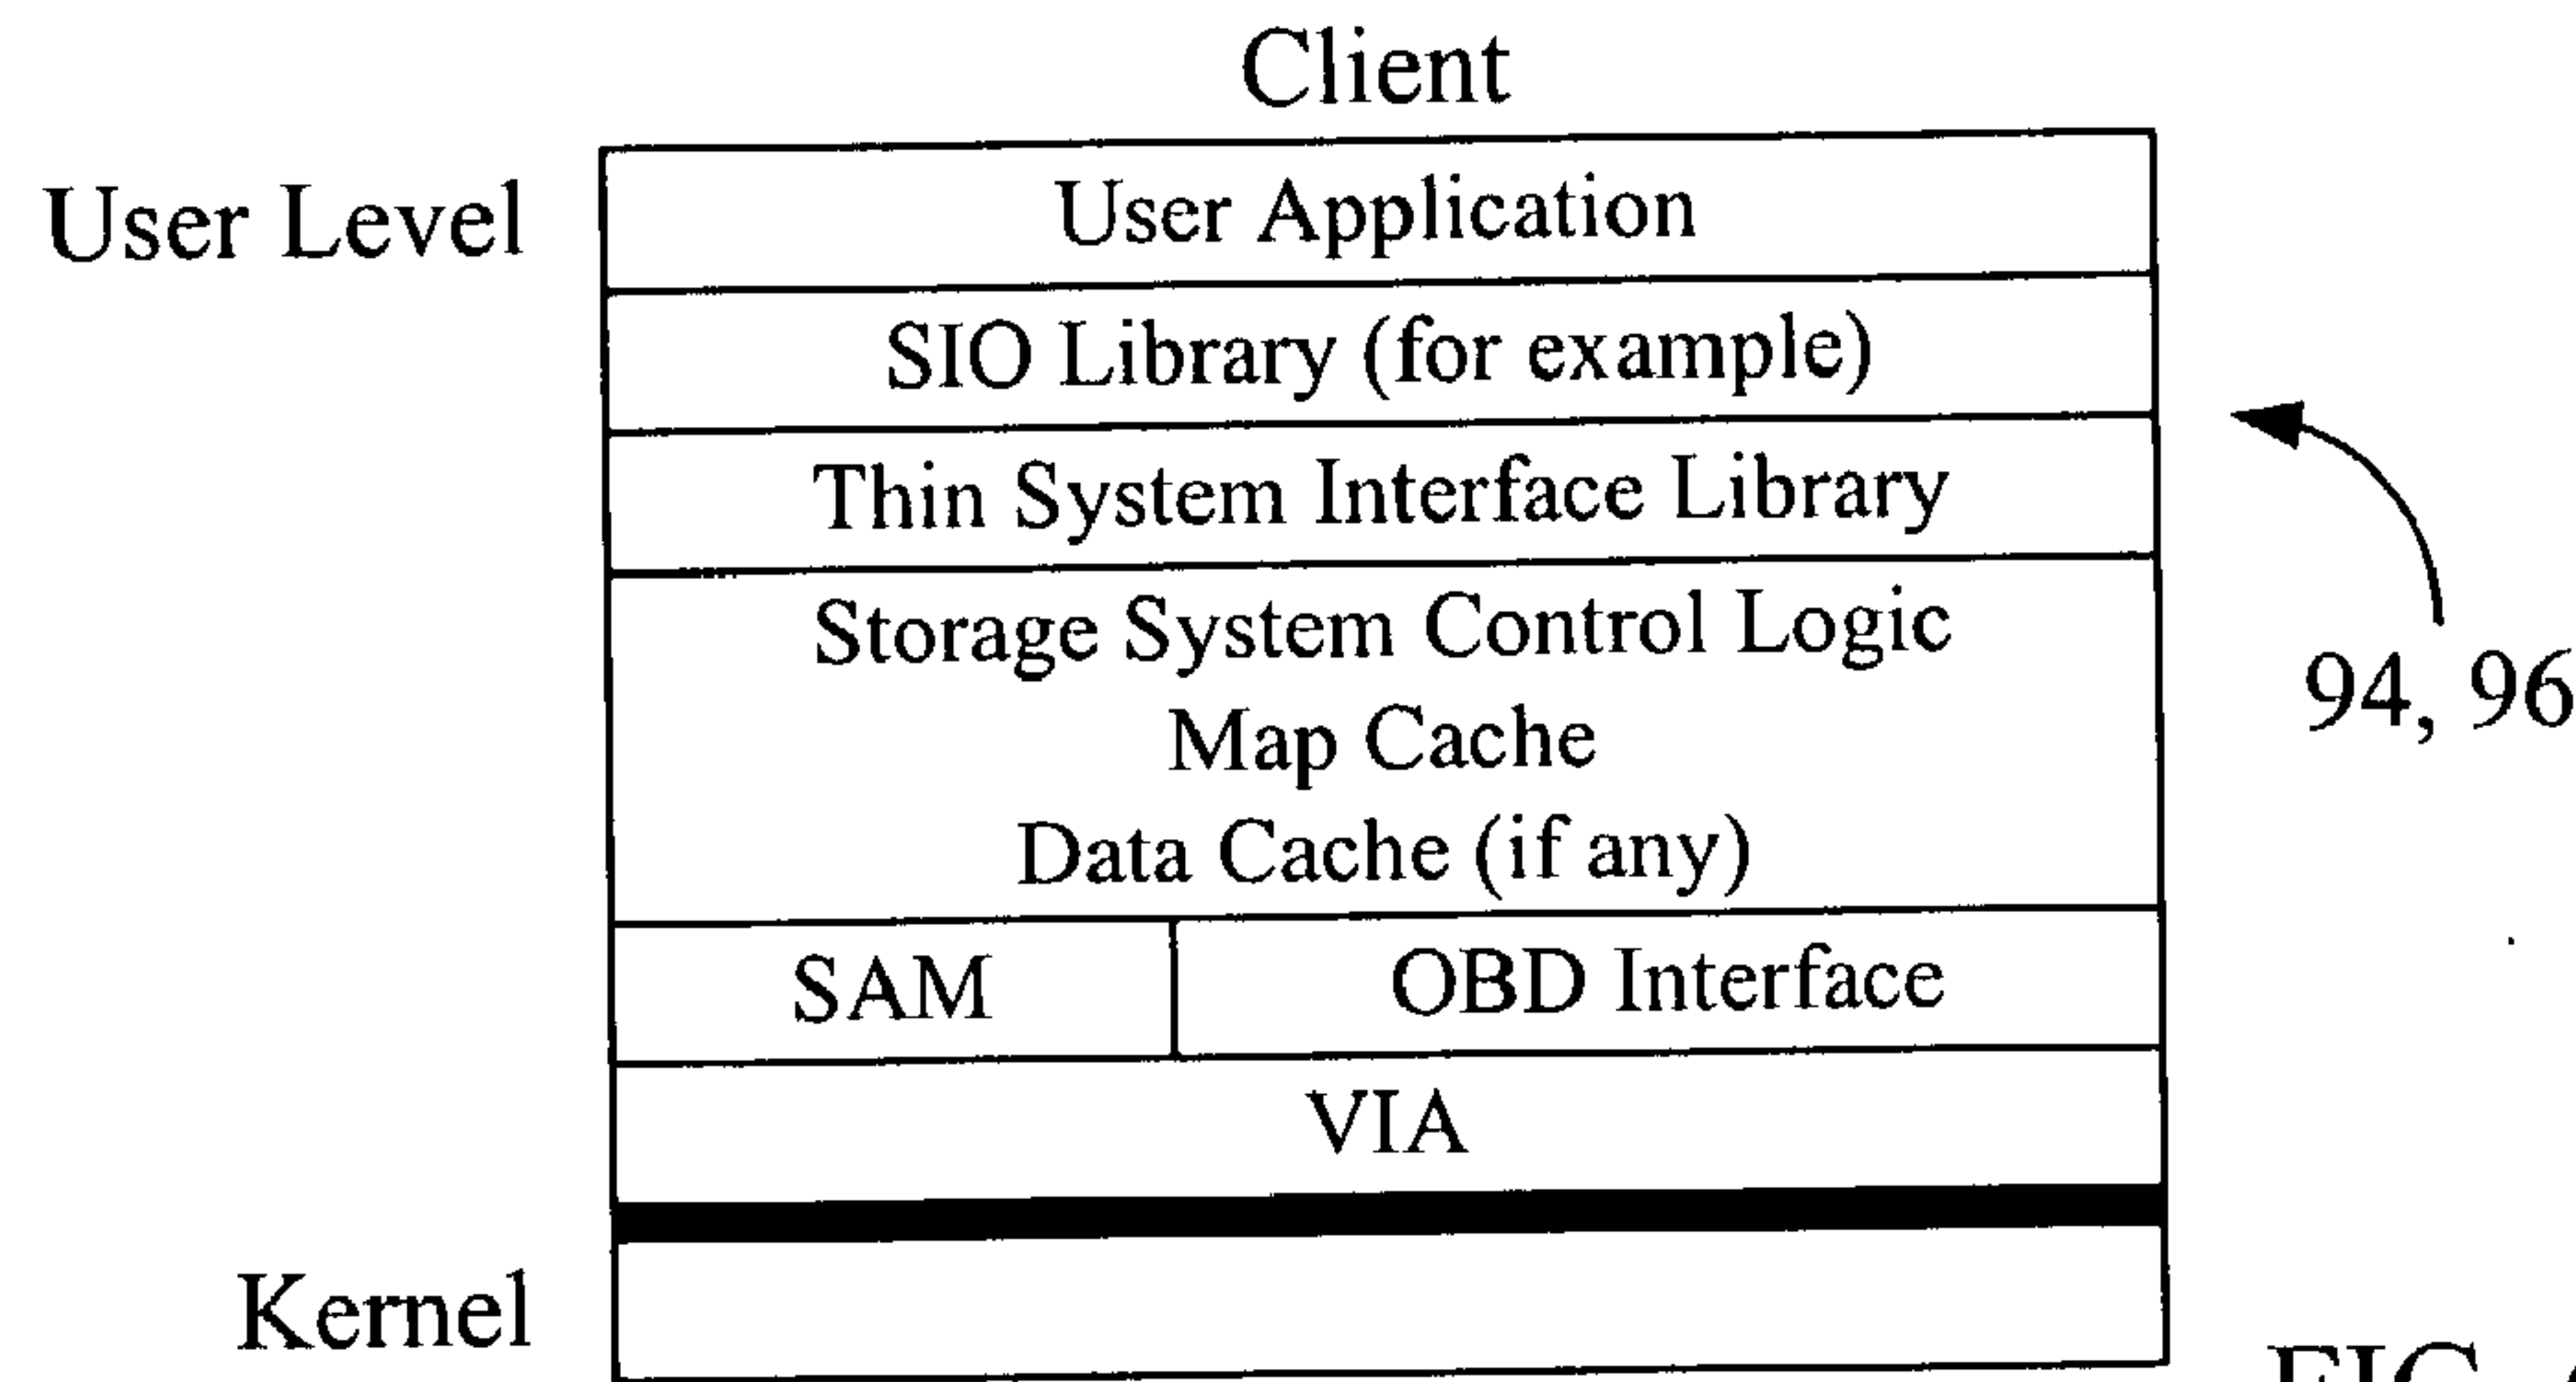 Client
User Level
User Application
SIO Library (for example)
Thin System Interface Library
Storage System Control Logic
Map Cache
Data Cache (if any)
94, 96
SAM
OBD Interface
VIA
Kernel
FIG.